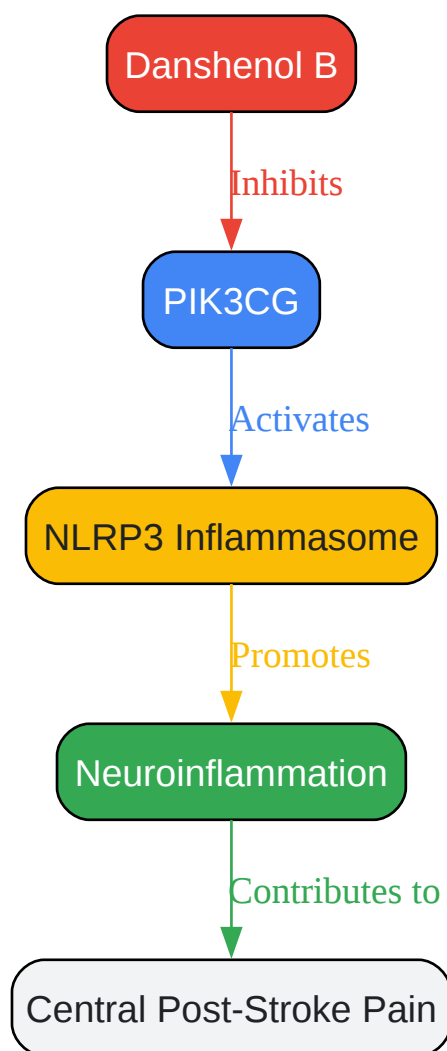 Danshenol B
Inhibits
PIK3CG
Activates
NLRP3 Inflammasome
Promotes
Neuroinflammation
Contributes to
Central Post-Stroke Pain